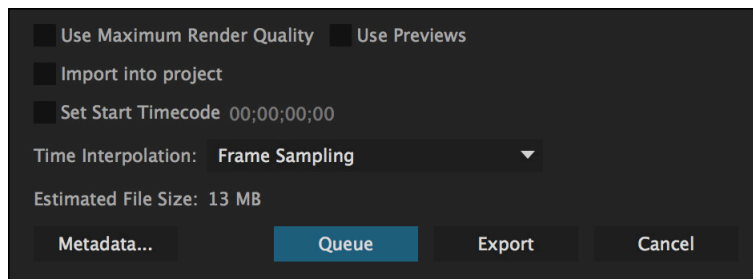 Use Maximum Render Quality Use Previews
Import into project
Set Start Timecode 00;00;00;00
Time Interpolation: Frame Sampling
Estimated File Size: 13 MB
Metadata... Queue Export Cancel